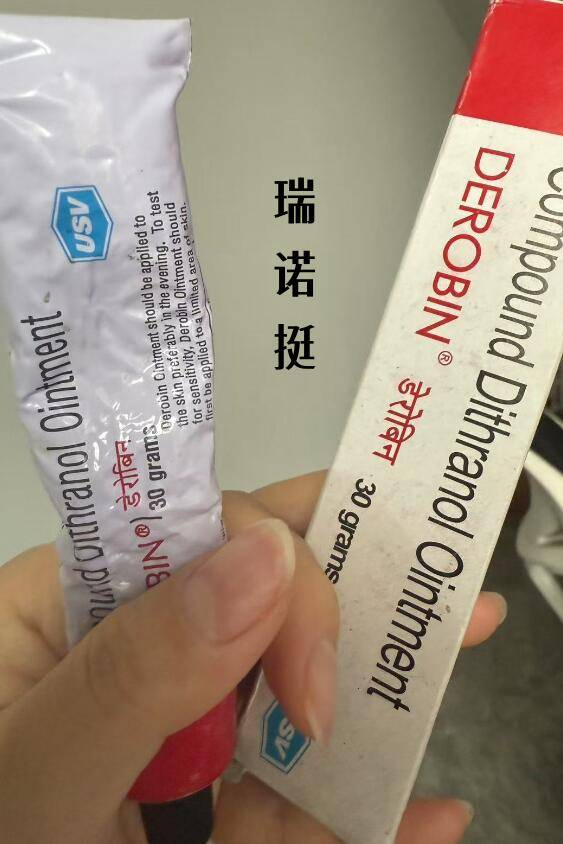 USV
ound Dithranol Ointment
BIN® डेरोबिन
30 grams
Derobin Ointment should be applied to
the skin preferably in the evening. To test
for sensitivity, Derobin Ointment should
first be applied to a limited area of skin.
瑞
诺
挺
Compound Dithranol Ointment
DEROBIN® डेरोबिन 30 grams
USV